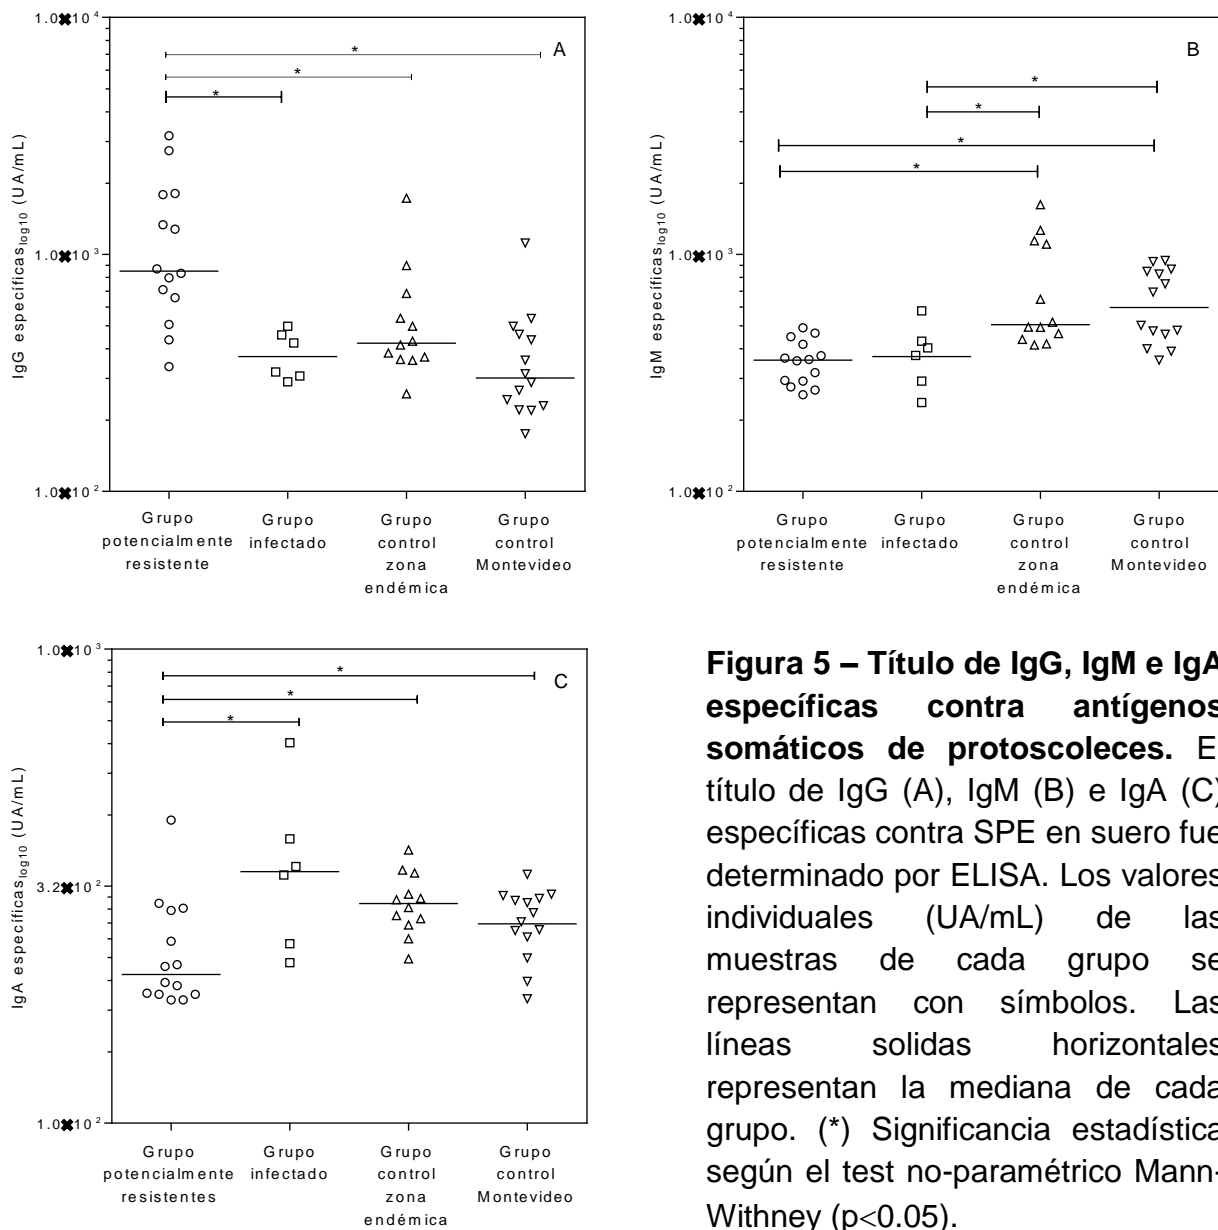 1.0✖10⁴
1.0✖10³
1.0✖10²
IgG específicas log10 (UA/mL)
A
*
*
*
Grupo potencialmente resistente
Grupo infectado
Grupo control zona endémica
Grupo control Montevideo
1.0✖10⁴
1.0✖10³
1.0✖10²
IgM específicas log10 (UA/mL)
B
*
*
*
*
Grupo potencialmente resistente
Grupo infectado
Grupo control zona endémica
Grupo control Montevideo
1.0✖10³
3.2✖10²
1.0✖10²
IgA específicas log10 (UA/mL)
C
*
*
*
Grupo potencialmente resistentes
Grupo infectado
Grupo control zona endémica
Grupo control Montevideo
Figura 5 – Título de IgG, IgM e IgA
específicas contra antígenos
somáticos de protoscoleces. El
título de IgG (A), IgM (B) e IgA (C)
específicas contra SPE en suero fue
determinado por ELISA. Los valores
individuales (UA/mL) de las
muestras de cada grupo se
representan con símbolos. Las
líneas solidas horizontales
representan la mediana de cada
grupo. (*) Significancia estadística
según el test no-paramétrico Mann-
Withney (p<0.05).